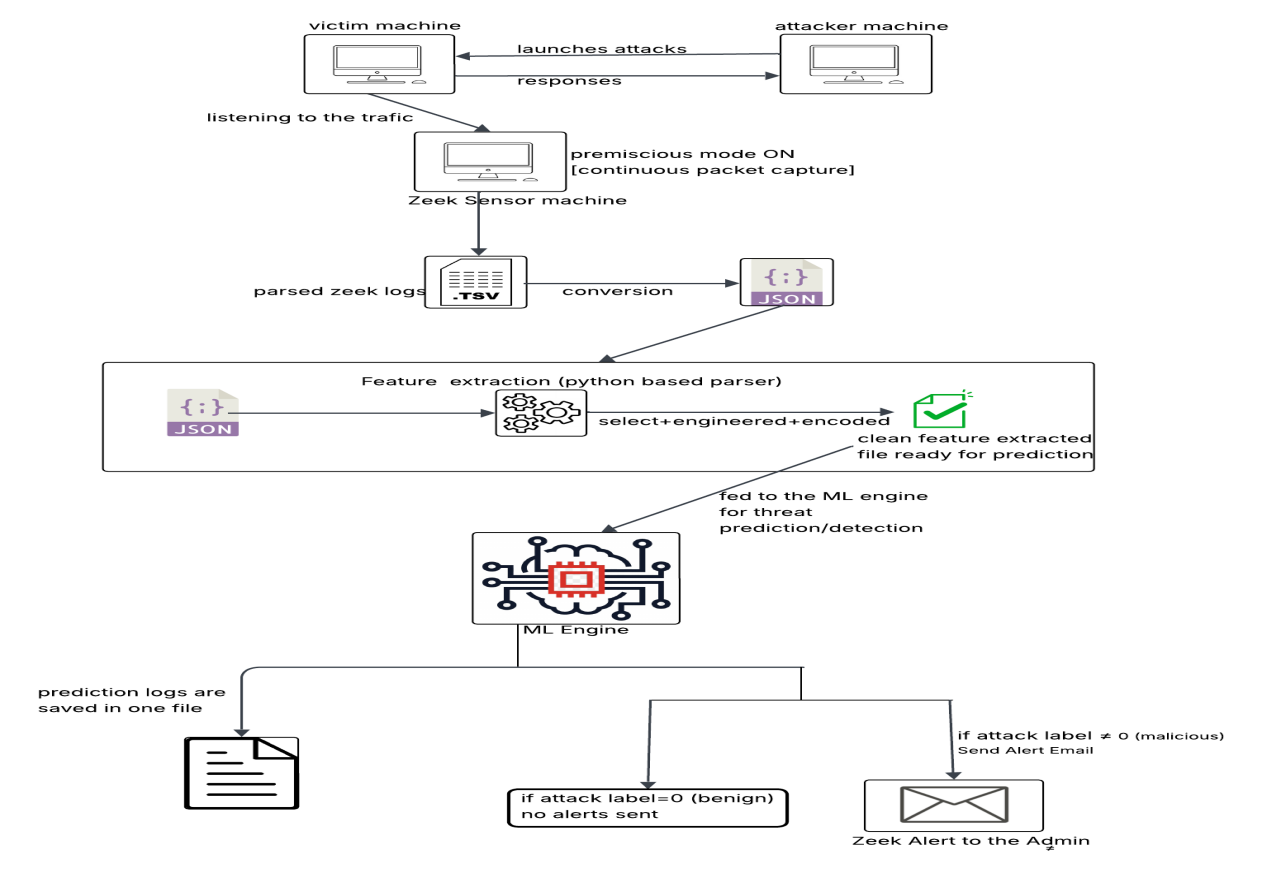 victim machine
attacker machine
launches attacks
responses
listening to the trafic
premiscious mode ON
[continuous packet capture]
Zeek Sensor machine
parsed zeek logs
.TSV
conversion
{;}
JSON
Feature extraction (python based parser)
{;}
JSON
select+engineered+encoded
clean feature extracted
file ready for prediction
fed to the ML engine
for threat
prediction/detection
ML Engine
prediction logs are
saved in one file
if attack label ≠ 0 (malicious)
Send Alert Email
if attack label=0 (benign)
no alerts sent
Zeek Alert to the Admin
≠